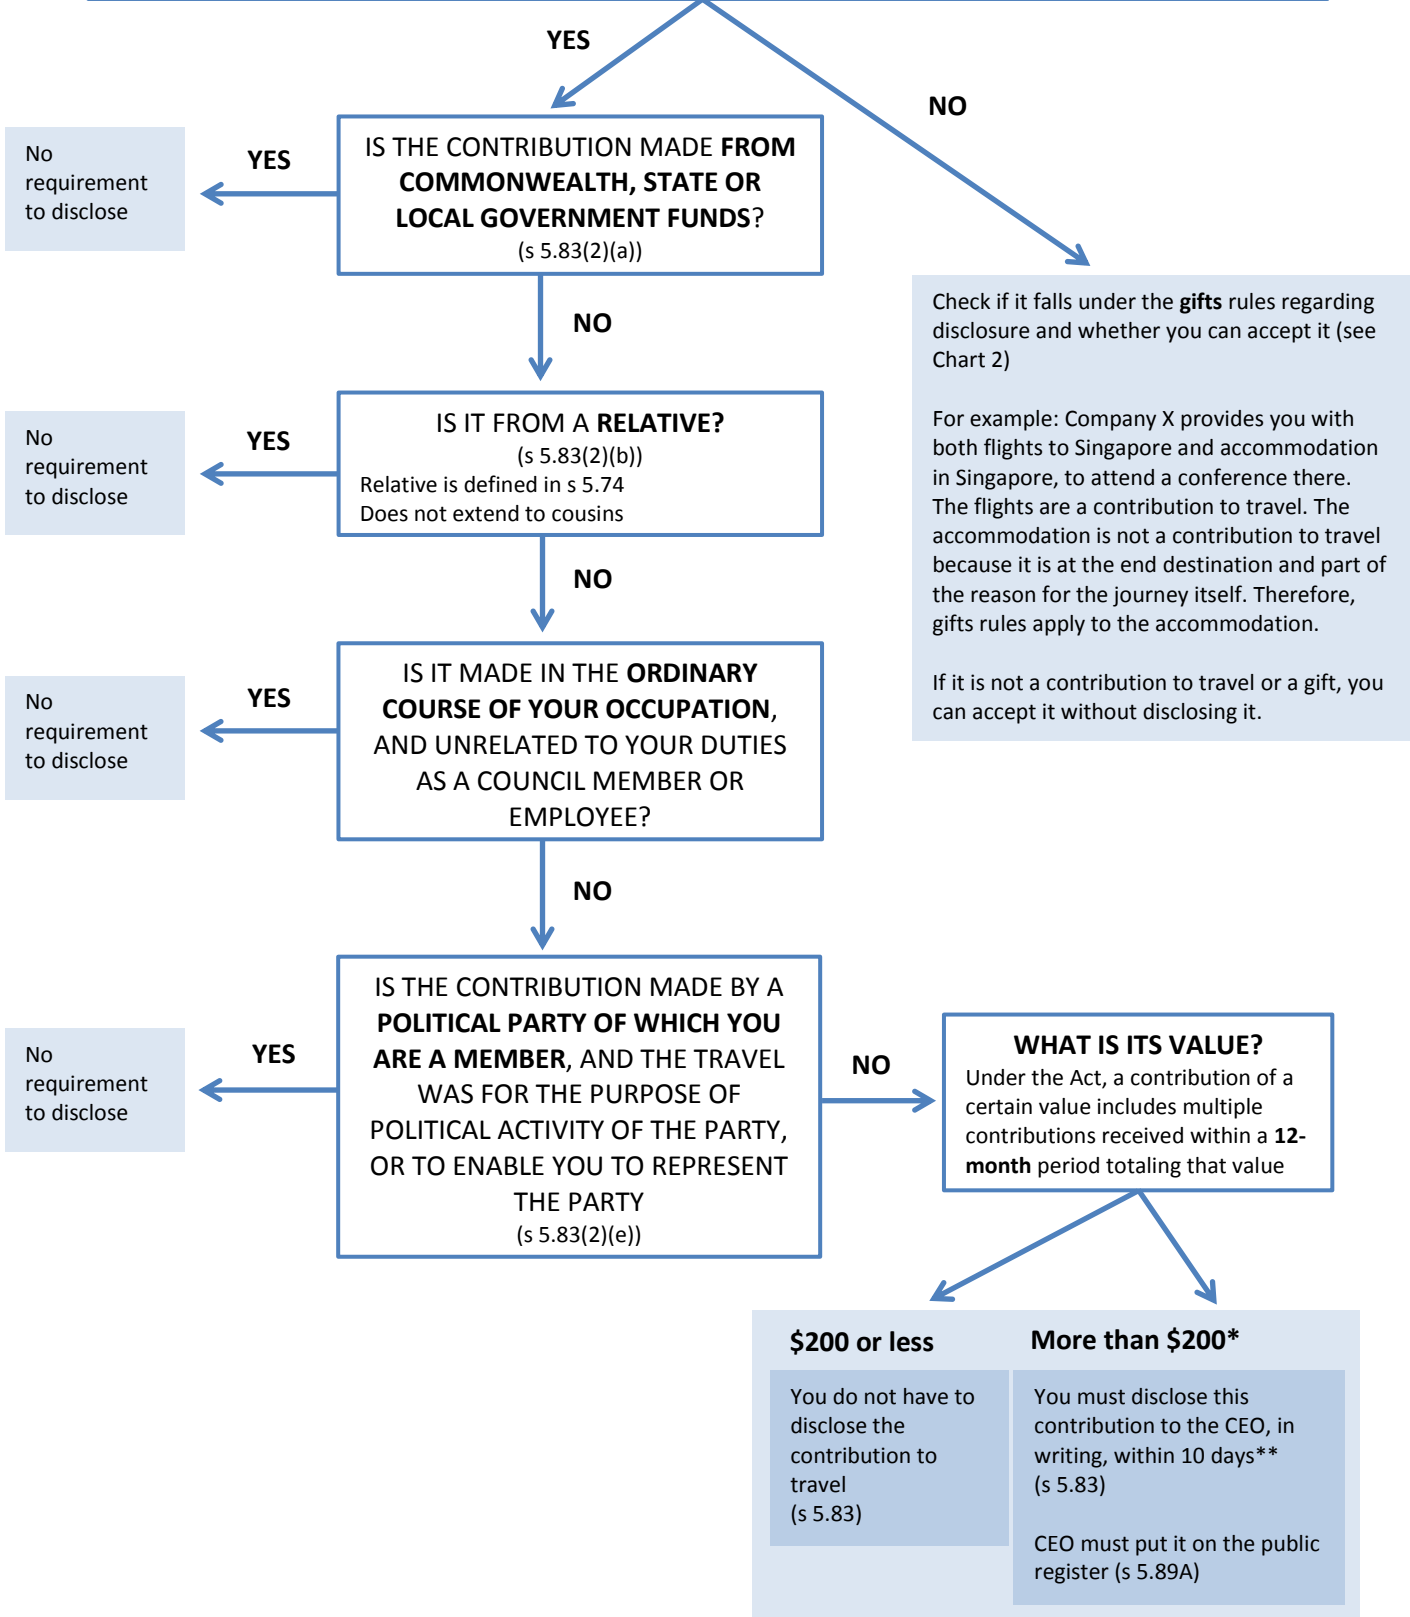 YES
NO
No
requirement
to disclose
YES
IS THE CONTRIBUTION MADE FROM
COMMONWEALTH, STATE OR
LOCAL GOVERNMENT FUNDS?
(s 5.83(2)(a))
NO
Check if it falls under the gifts rules regarding
disclosure and whether you can accept it (see
Chart 2)
For example: Company X provides you with
both flights to Singapore and accommodation
in Singapore, to attend a conference there.
The flights are a contribution to travel. The
accommodation is not a contribution to travel
because it is at the end destination and part of
the reason for the journey itself. Therefore,
gifts rules apply to the accommodation.
If it is not a contribution to travel or a gift, you
can accept it without disclosing it.
No
requirement
to disclose
YES
IS IT FROM A RELATIVE?
(s 5.83(2)(b))
Relative is defined in s 5.74
Does not extend to cousins
NO
No
requirement
to disclose
YES
IS IT MADE IN THE ORDINARY
COURSE OF YOUR OCCUPATION,
AND UNRELATED TO YOUR DUTIES
AS A COUNCIL MEMBER OR
EMPLOYEE?
NO
No
requirement
to disclose
YES
IS THE CONTRIBUTION MADE BY A
POLITICAL PARTY OF WHICH YOU
ARE A MEMBER, AND THE TRAVEL
WAS FOR THE PURPOSE OF
POLITICAL ACTIVITY OF THE PARTY,
OR TO ENABLE YOU TO REPRESENT
THE PARTY
(s 5.83(2)(e))
NO
WHAT IS ITS VALUE?
Under the Act, a contribution of a
certain value includes multiple
contributions received within a 12-
month period totaling that value
$200 or less
You do not have to
disclose the
contribution to
travel
(s 5.83)
More than $200*
You must disclose this
contribution to the CEO, in
writing, within 10 days**
(s 5.83)
CEO must put it on the public
register (s 5.89A)